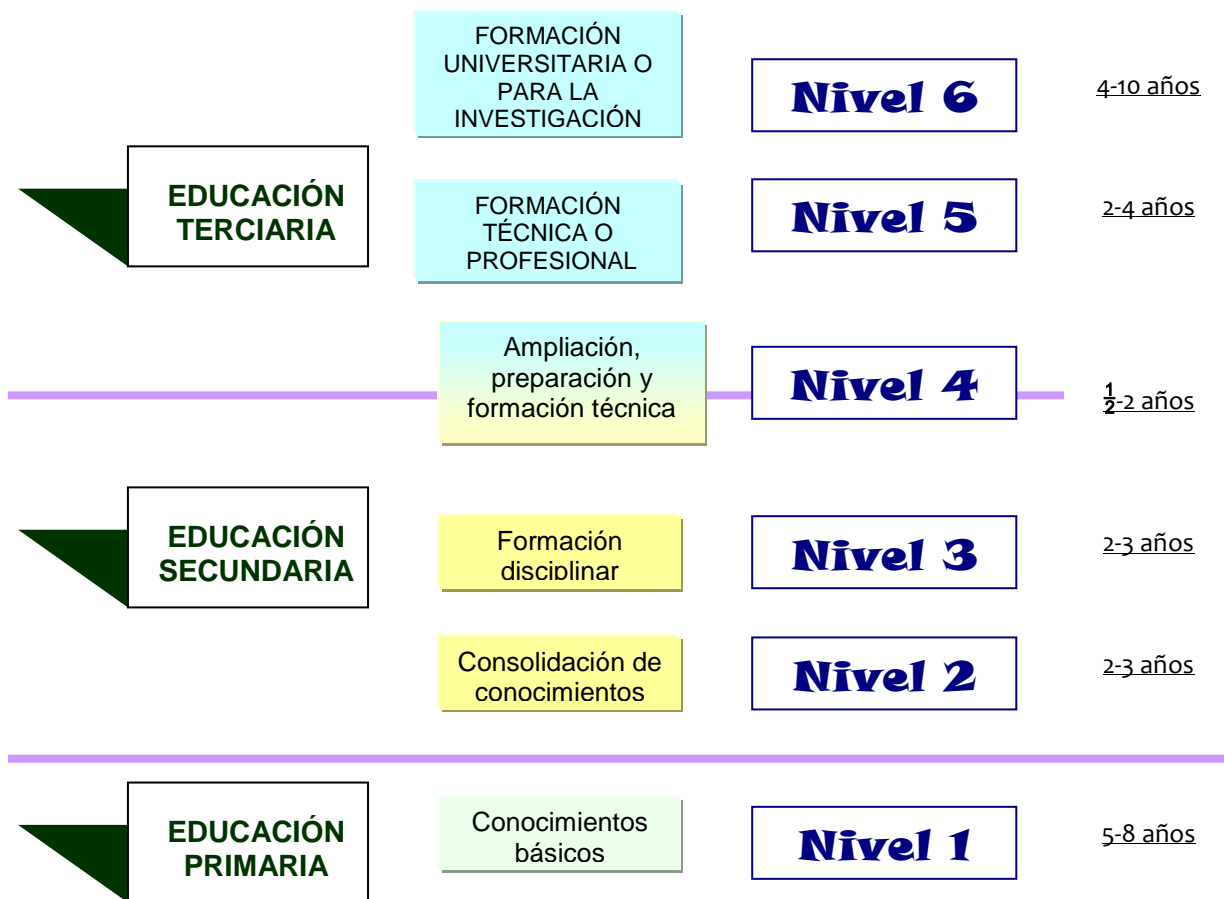 FORMACIÓN
UNIVERSITARIA O
PARA LA
INVESTIGACIÓN
Nivel 6
4-10 años
EDUCACIÓN
TERCIARIA
FORMACIÓN
TÉCNICA O
PROFESIONAL
Nivel 5
2-4 años
Ampliación,
preparación y
formación técnica
Nivel 4
½-2 años
EDUCACIÓN
SECUNDARIA
Formación
disciplinar
Nivel 3
2-3 años
Consolidación de
conocimientos
Nivel 2
2-3 años
EDUCACIÓN
PRIMARIA
Conocimientos
básicos
Nivel 1
5-8 años